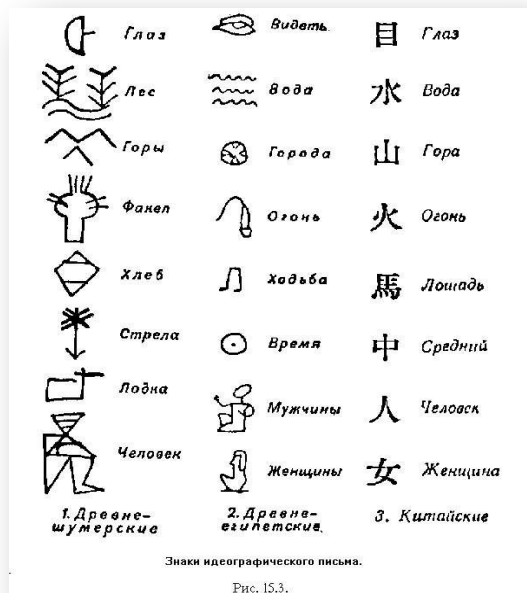 Глаз Видеть 目 Глаз
Лес Вода 水 Вода
Горы Города 山 Гора
Факел Огонь 火 Огонь
Хлеб Ходьба 馬 Лошадь
Стрела Время 中 Средний
Лодка Мужчины 人 Человек
Человек Женщины 女 Женщина
1. Древне- 2. Древне- 3. Китайские
шумерские египетские.
Знаки идеографического письма.
Рис. 15.3.